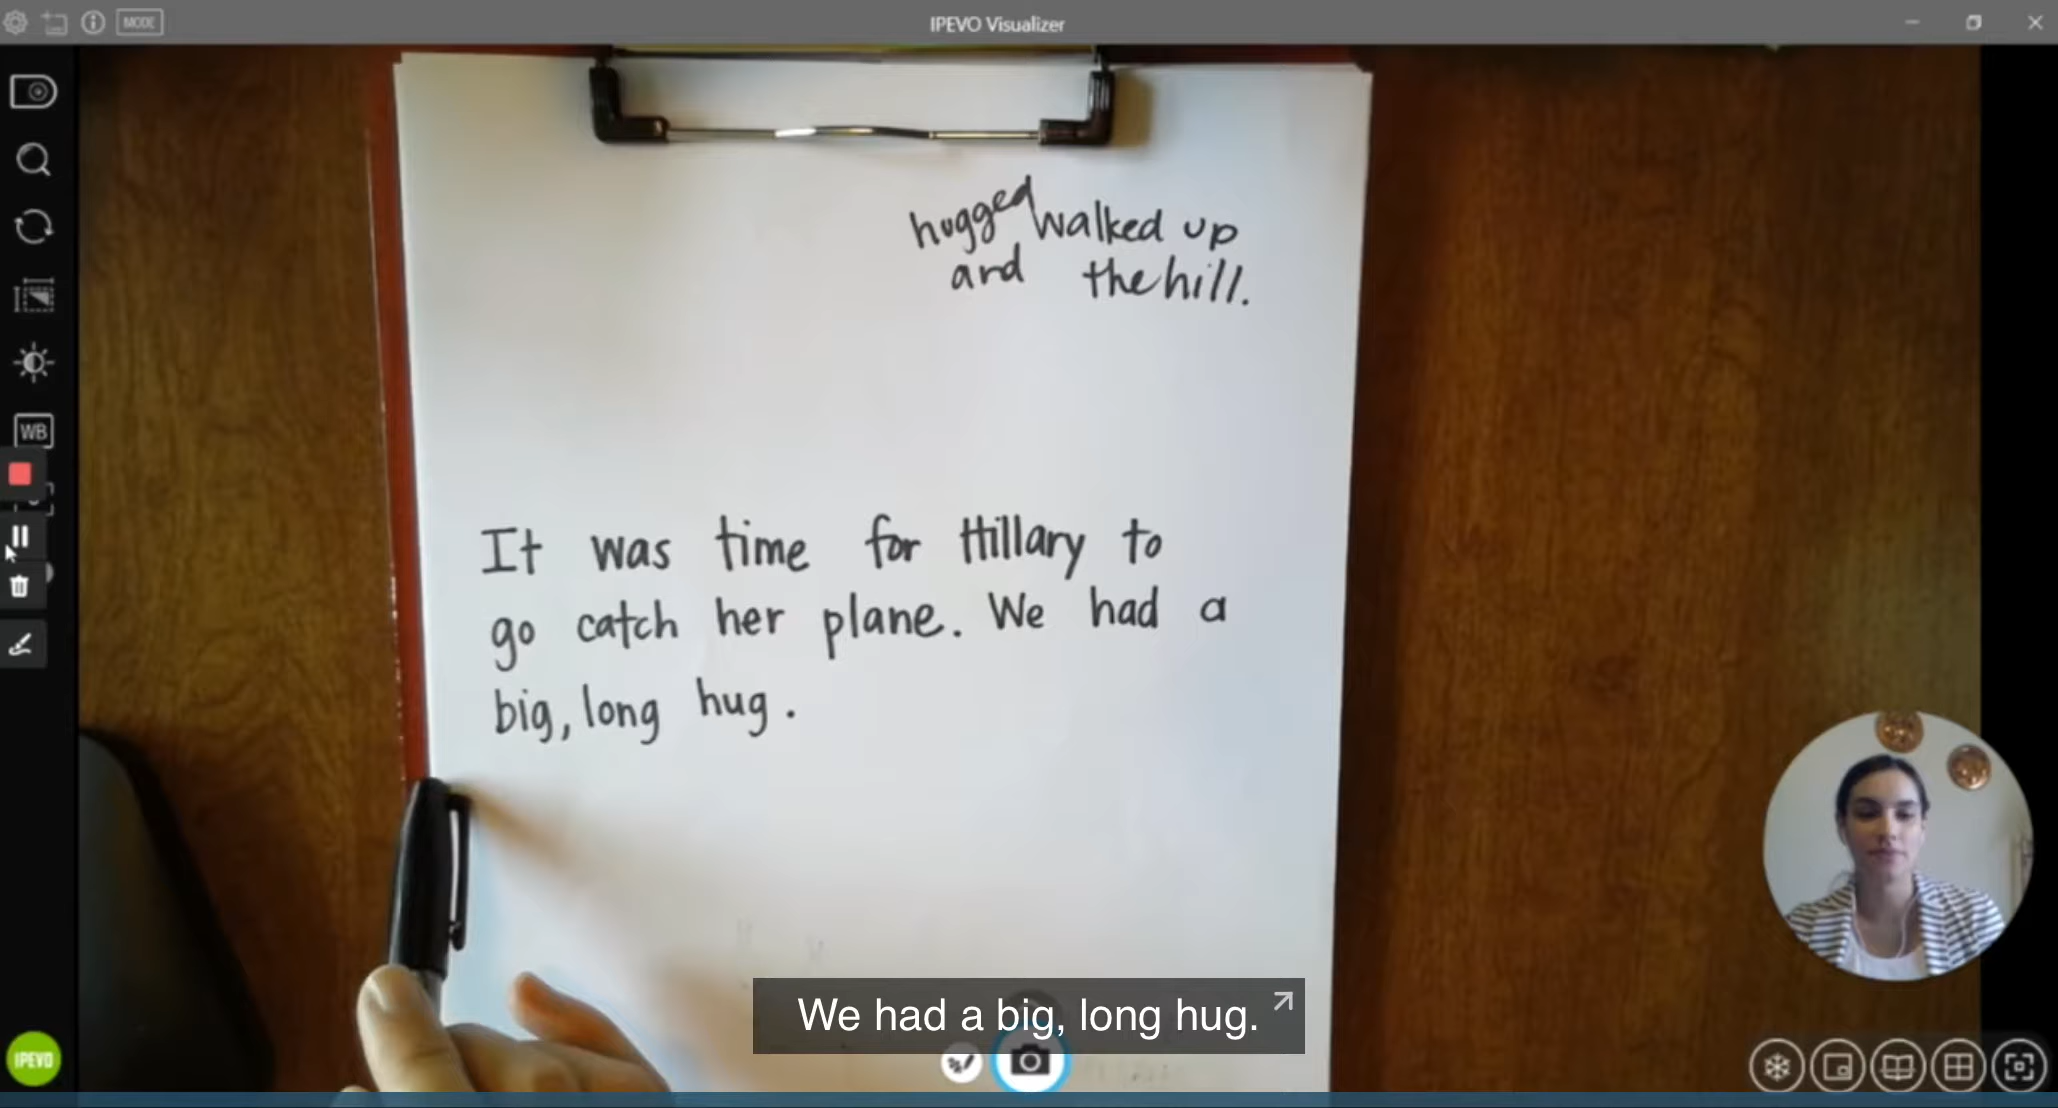 MODE
IPEVO Visualizer
WB
hugged walked up
and the hill.
It was time for Hillary to
go catch her plane. We had a
big, long hug.
We had a big, long hug.
IPEVO